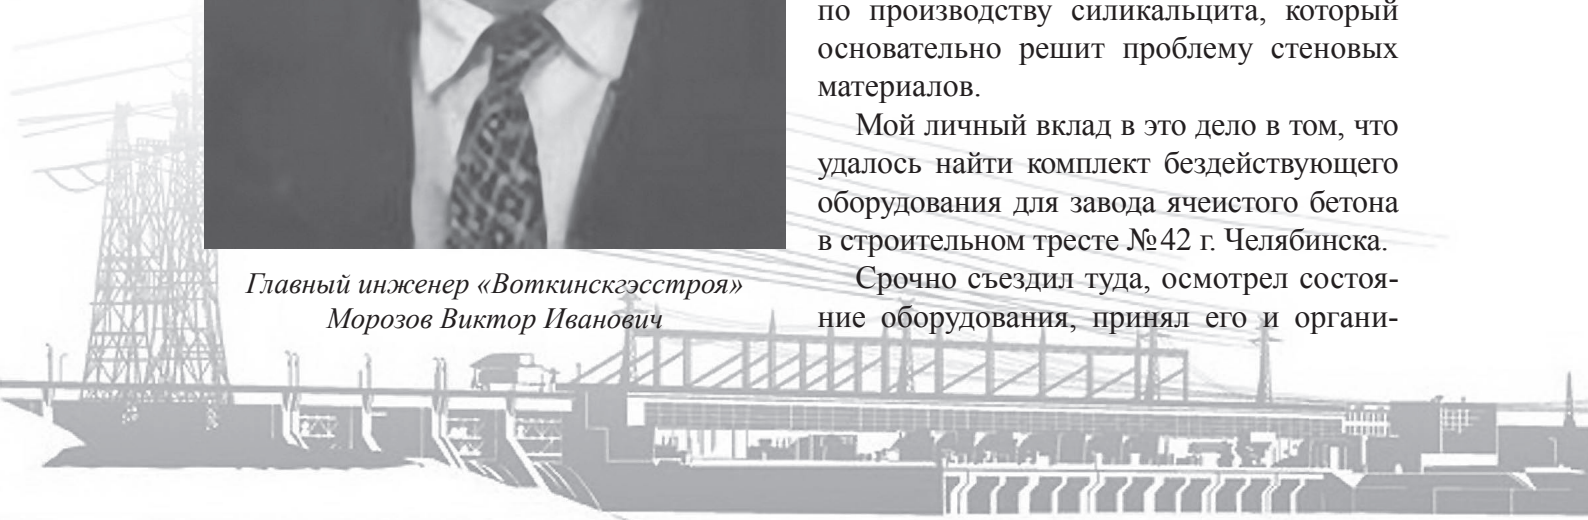 Главный инженер «Воткинскгэсстроя»
Морозов Виктор Иванович
по производству силикальцита, который
основательно решит проблему стеновых
материалов.
Мой личный вклад в это дело в том, что
удалось найти комплект бездействующего
оборудования для завода ячеистого бетона
в строительном тресте №42 г. Челябинска.
Срочно съездил туда, осмотрел состоя-
ние оборудования, принял его и органи-